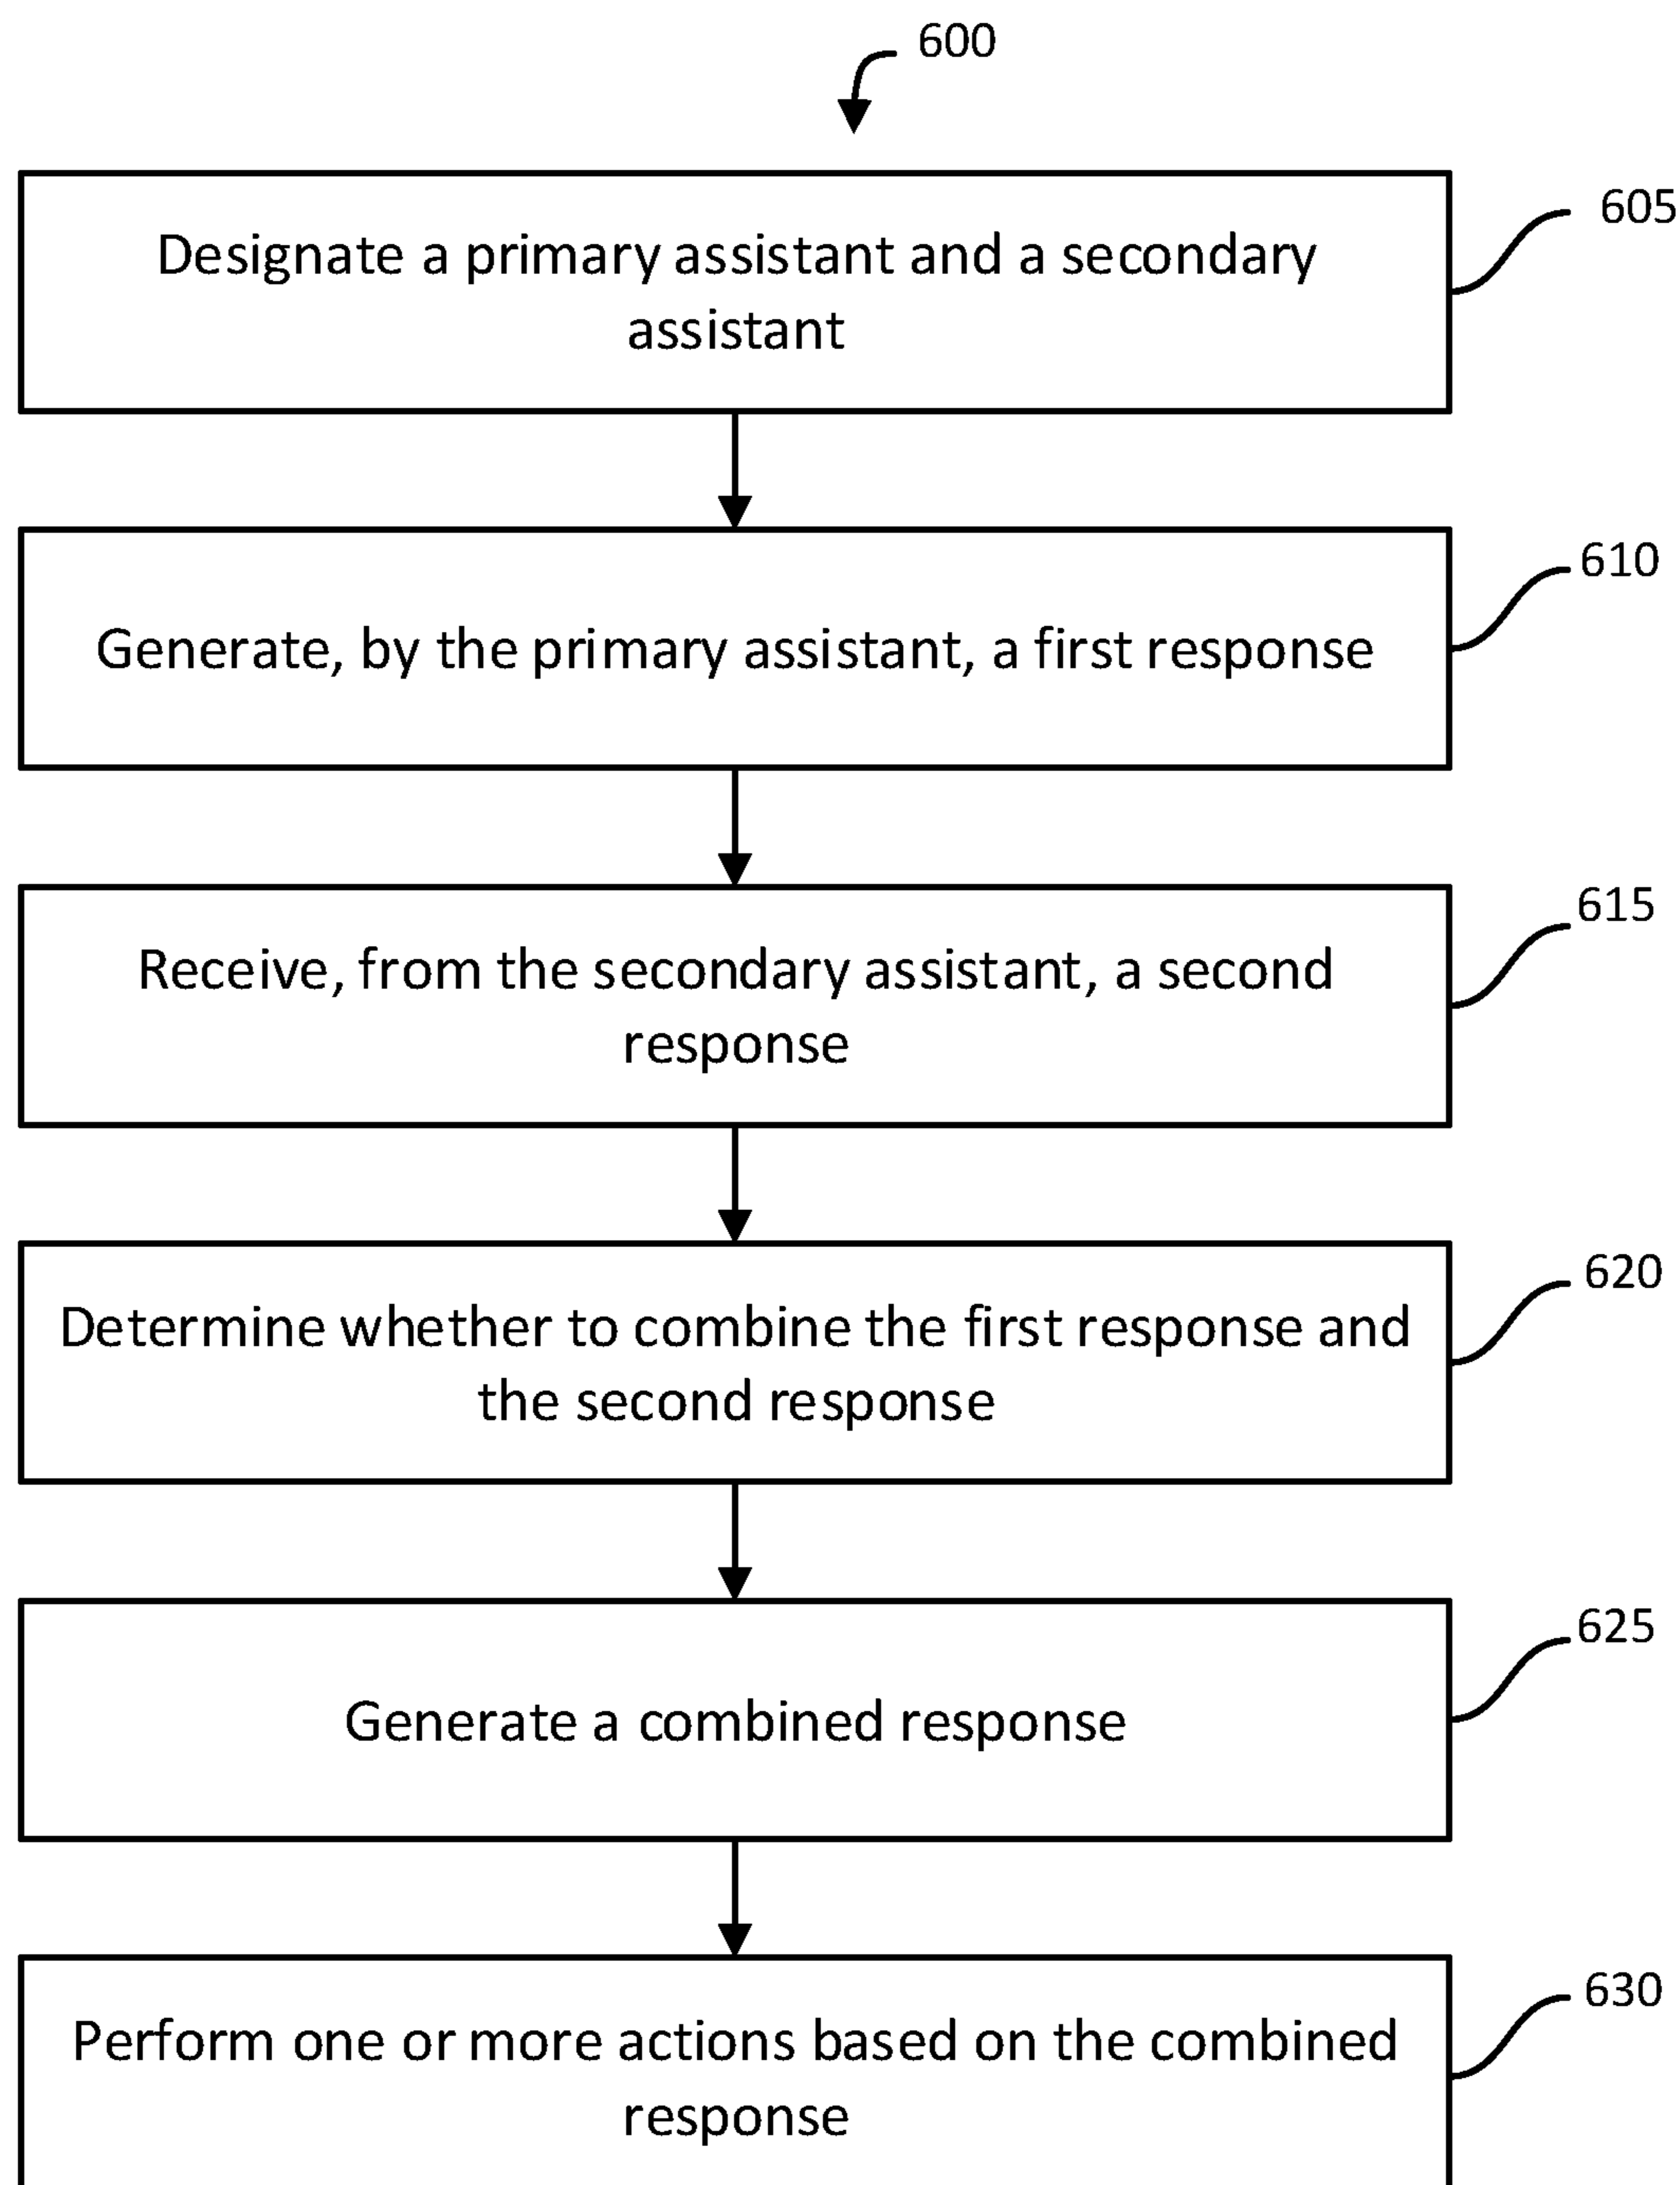 600
Designate a primary assistant and a secondary
assistant
605
Generate, by the primary assistant, a first response
610
Receive, from the secondary assistant, a second
response
615
Determine whether to combine the first response and
the second response
620
Generate a combined response
625
Perform one or more actions based on the combined
response
630